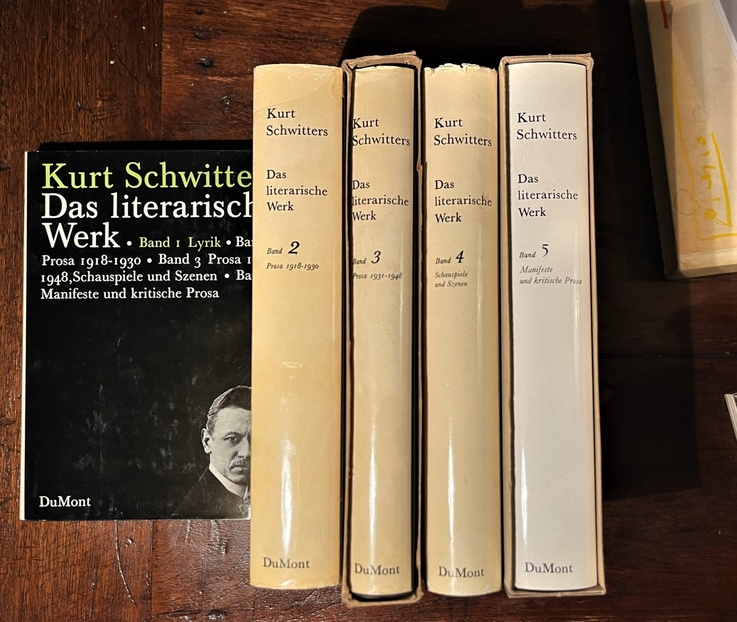 Kurt Schwitte
Das literarisch
Werk • Band 1 Lyrik • Ba
Prosa 1918-1930 • Band 3 Prosa 1
1948,Schauspiele und Szenen • Ba
Manifeste und kritische Prosa
DuMont
Kurt
Schwitters
Das
literarische
Werk
Band 2
Prosa 1918-1930
DuMont
Kurt
Schwitters
Das
literarische
Werk
Band 3
Prosa 1931-1948
DuMont
Kurt
Schwitters
Das
literarische
Werk
Band 4
Schauspiele
und Szenen
DuMont
Kurt
Schwitters
Das
literarische
Werk
Band 5
Manifeste
und kritische Prosa
DuMont